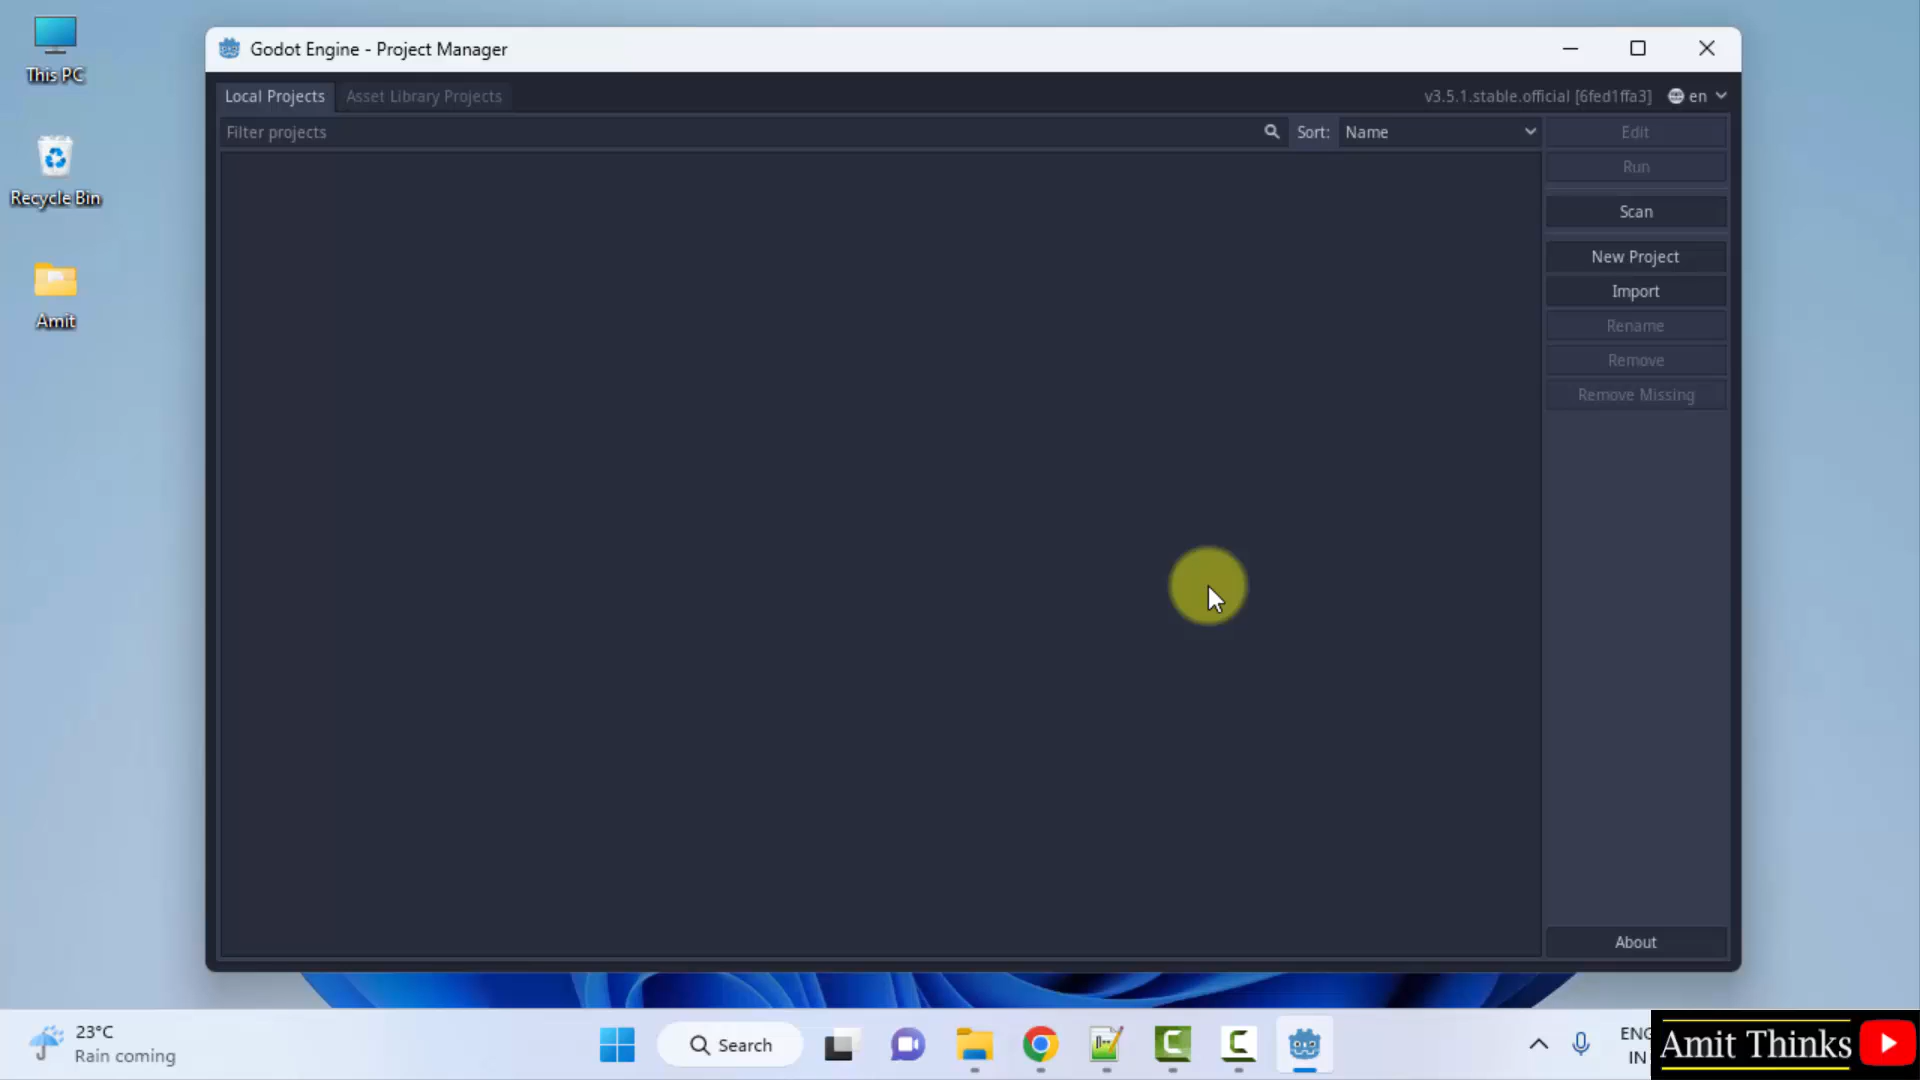 This PC
Recycle Bin
Amit
Godot Engine - Project Manager
Local Projects
Asset Library Projects
v3.5.1.stable.official [6fed1ffa3]
en
Filter projects
Sort:
Name
Edit
Run
Scan
New Project
Import
Rename
Remove
Remove Missing
About
23°C
Rain coming
Search
ENG
IN
Amit Thinks